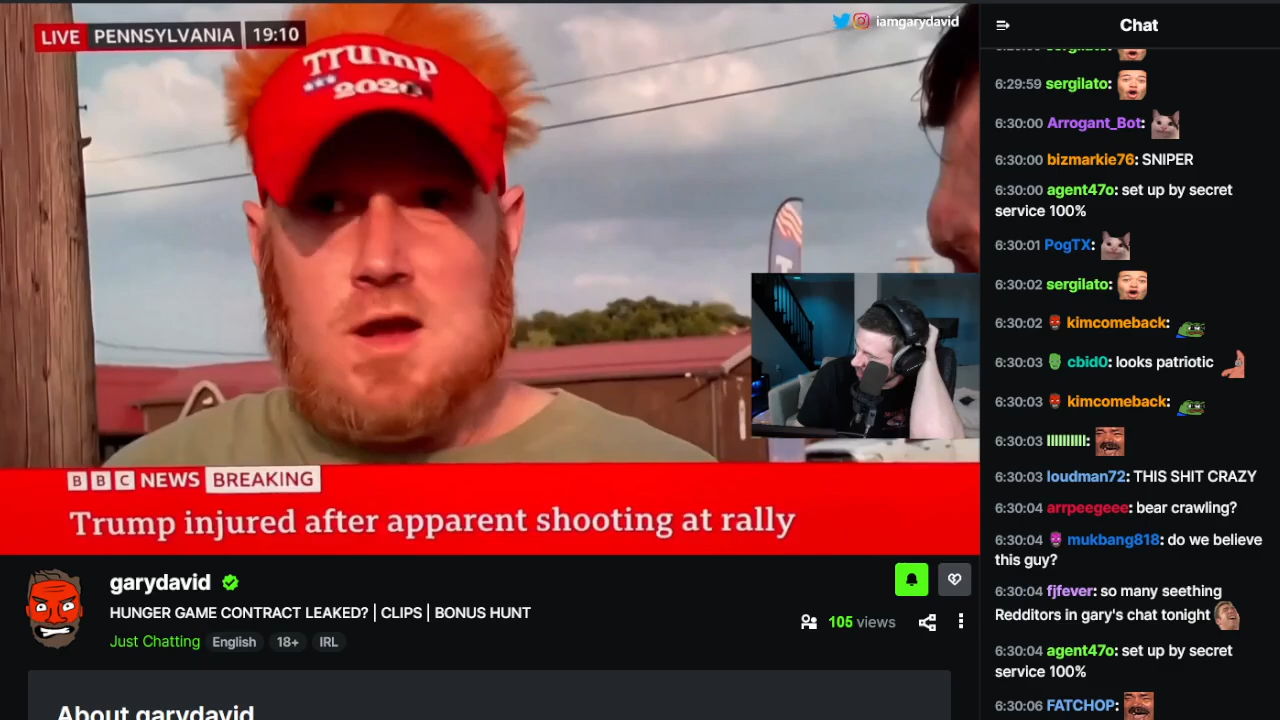 LIVE PENNSYLVANIA 19:10
iamgarydavid
Trump
2020
B B C NEWS BREAKING
Trump injured after apparent shooting at rally
garydavid
HUNGER GAME CONTRACT LEAKED? | CLIPS | BONUS HUNT
Just Chatting English 18+ IRL
105 views
About garydavid
Chat
sergilato:
6:29:59 sergilato:
6:30:00 Arrogant_Bot:
6:30:00 bizmarkie76: SNIPER
6:30:00 agent47o: set up by secret
service 100%
6:30:01 PogTX:
6:30:02 sergilato:
6:30:02 kimcomeback:
6:30:03 cbid0: looks patriotic
6:30:03 kimcomeback:
6:30:03 llllllllll:
6:30:03 loudman72: THIS SHIT CRAZY
6:30:04 arrpeegeee: bear crawling?
6:30:04 mukbang818: do we believe
this guy?
6:30:04 fjfever: so many seething
Redditors in gary's chat tonight
6:30:04 agent47o: set up by secret
service 100%
6:30:06 FATCHOP: